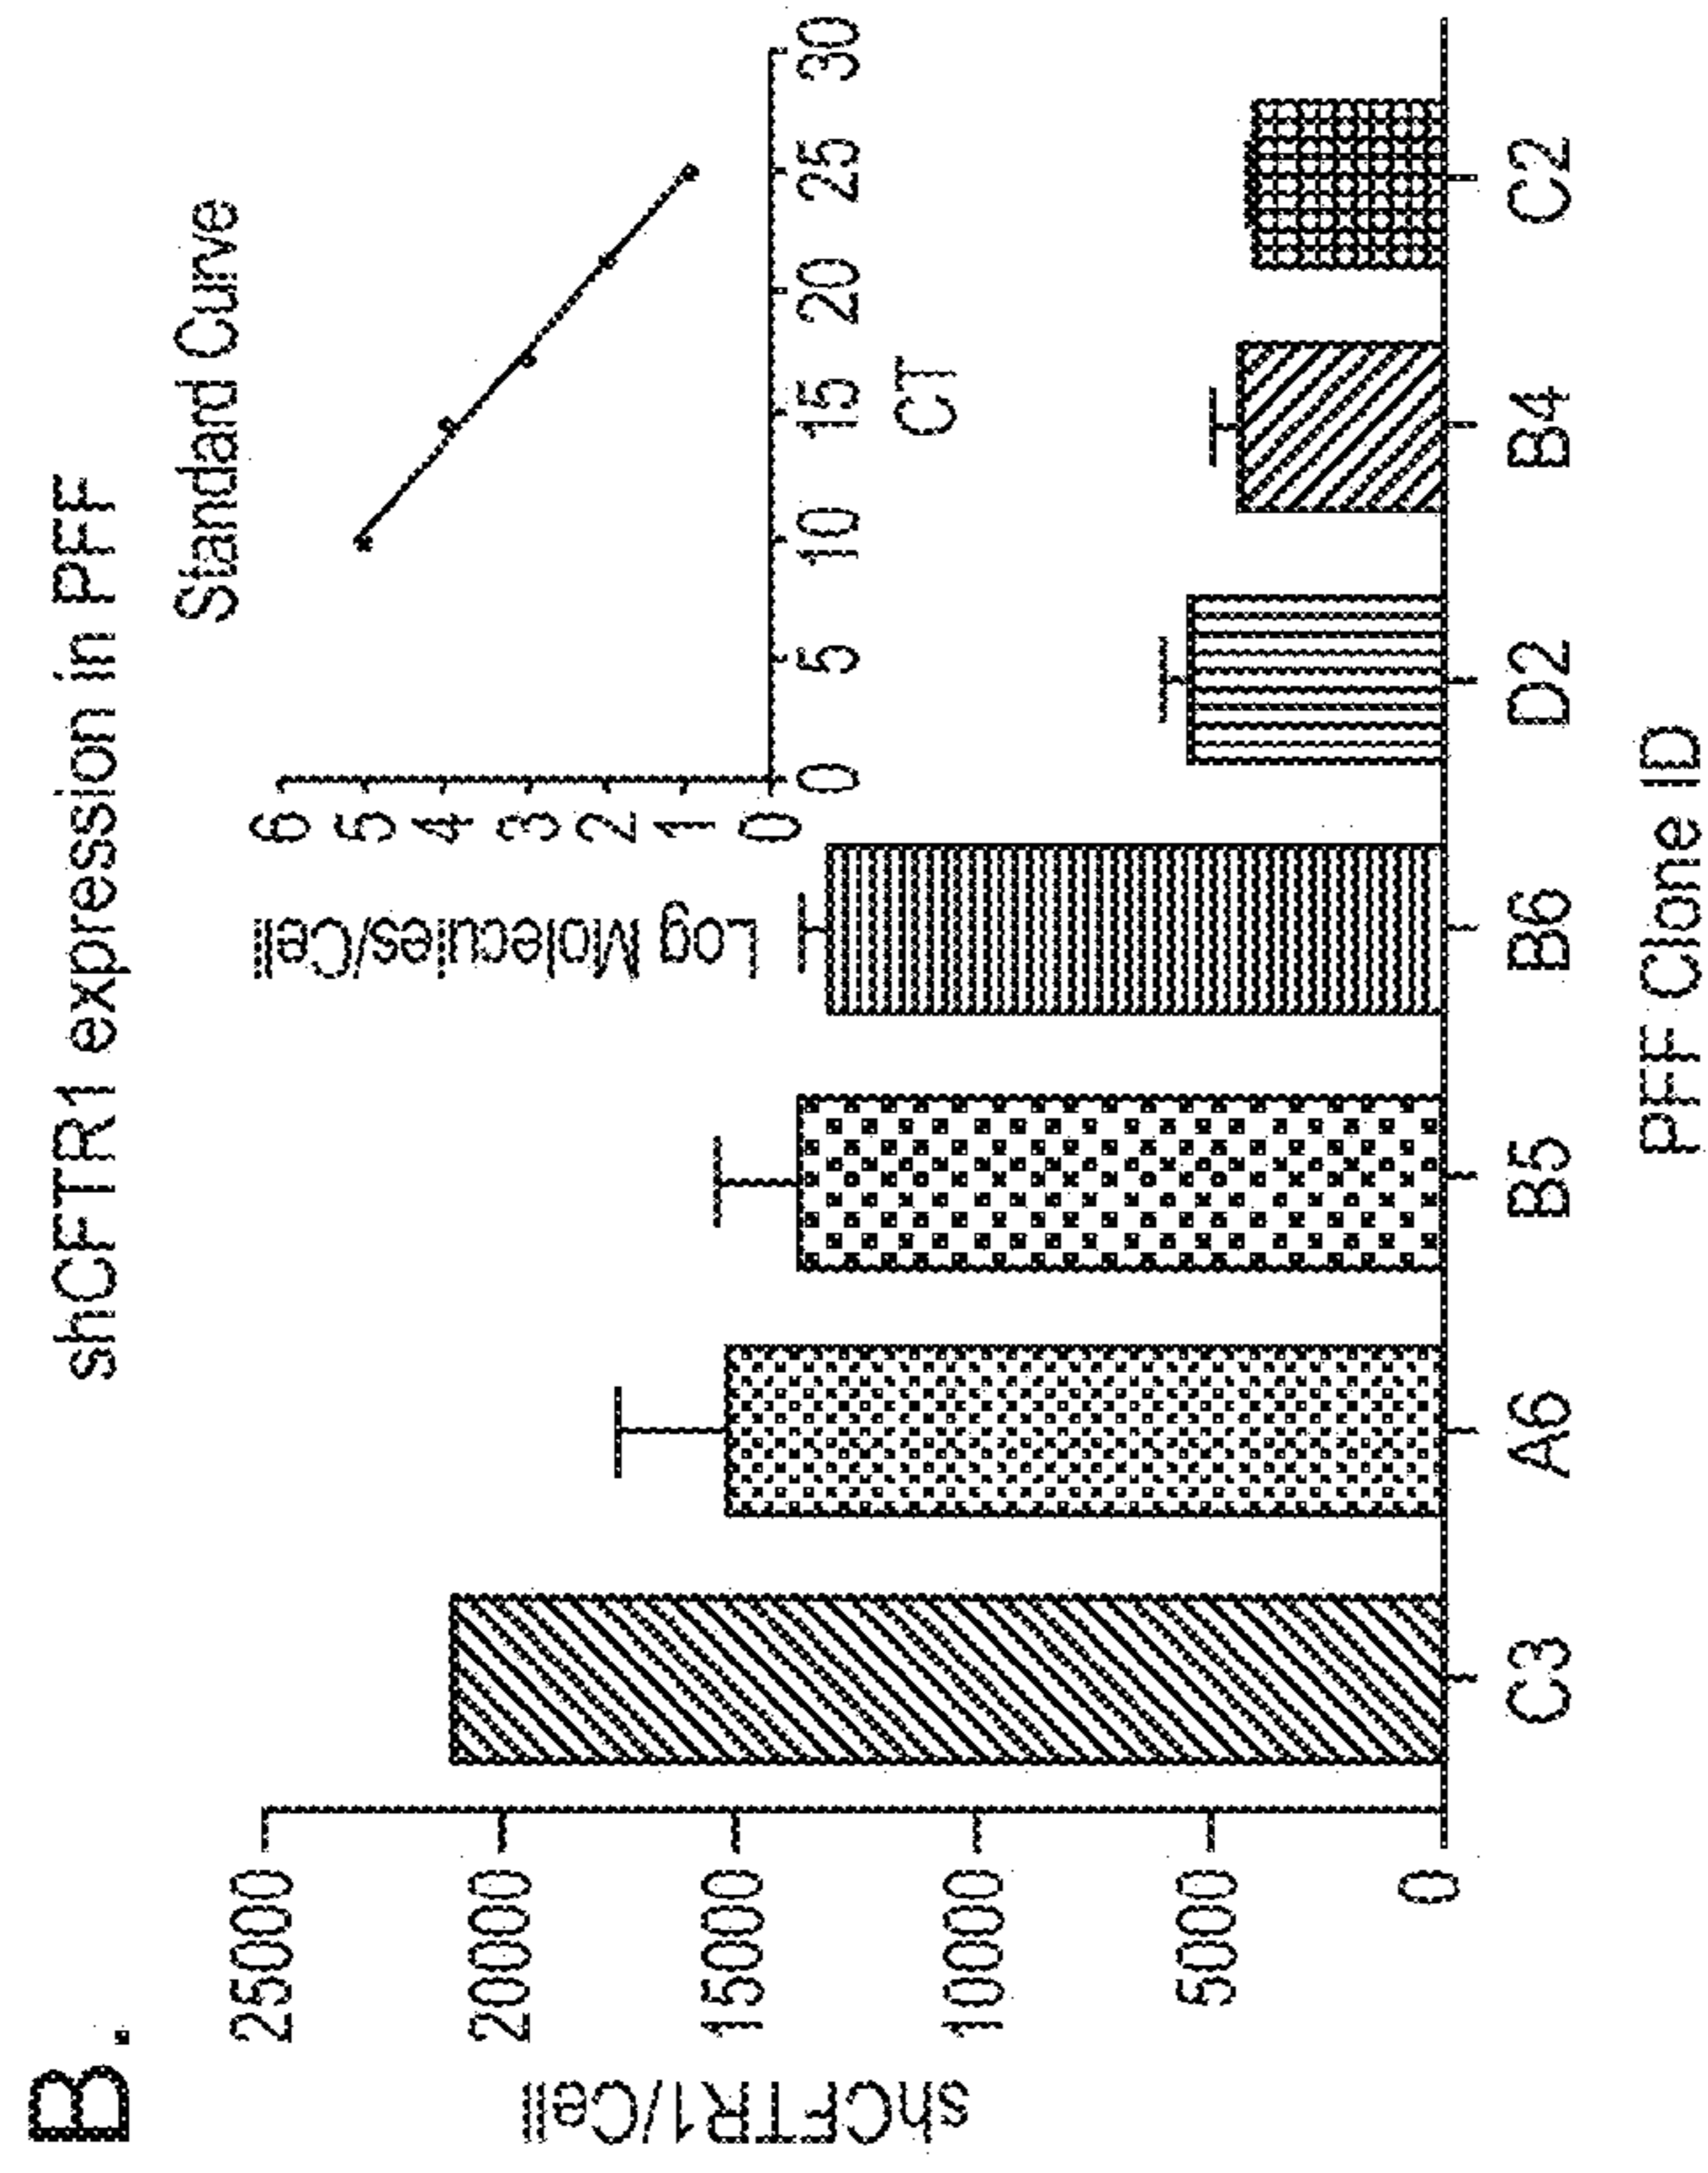 B.
shCFTR1 expression in PFF
Standard Curve
Log Molecules/Cell
6
5
4
3
2
1
0
0 5 10 15 20 25 30
CT
shCFTR1/Cell
25000
20000
15000
10000
5000
0
C3 A6 B5 B6 D2 B4 C2
PFF Clone ID